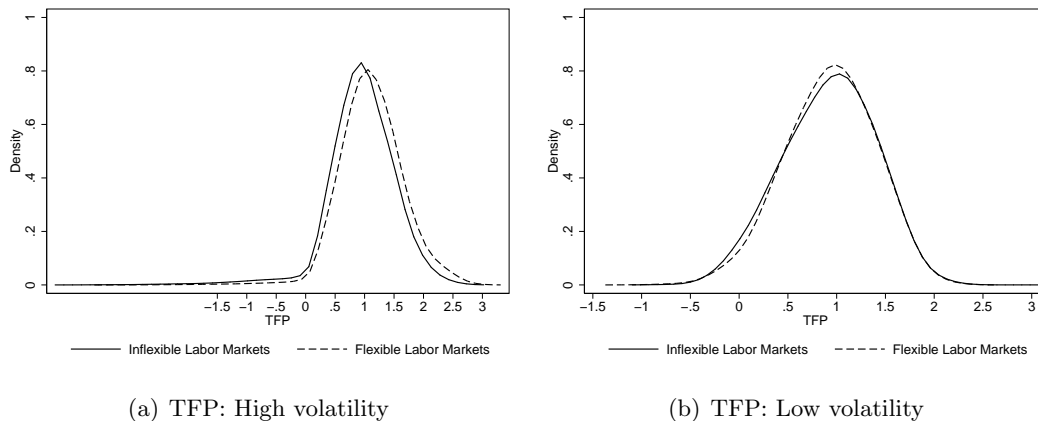 Density
1
.8
.6
.4
.2
0
−1.5 −1 −.5 0 .5 1 1.5 2 2.5 3
TFP
Inflexible Labor Markets Flexible Labor Markets
(a) TFP: High volatility
Density
1
.8
.6
.4
.2
0
−1.5 −1 −.5 0 .5 1 1.5 2 2.5 3
TFP
Inflexible Labor Markets Flexible Labor Markets
(b) TFP: Low volatility